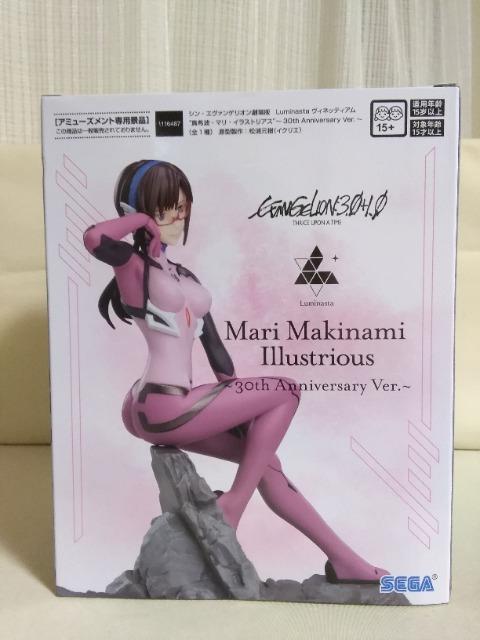 【アミューズメント専用景品】
この商品は一般販売されておりません。
1116487
シン・エヴァンゲリオン劇場版 Luminasta ヴィネッティアム
"真希波・マリ・イラストリアス"~30th Anniversary Ver.~
(全1種) 原型製作:松浦元樹(イクリエ)
15+
適用年齡
15歲以上
対象年齢
15才以上
EVANGELION:3.0+1.0
THRICE UPON A TIME
Luminasta
Mari Makinami
Illustrious
~30th Anniversary Ver.~
SEGA